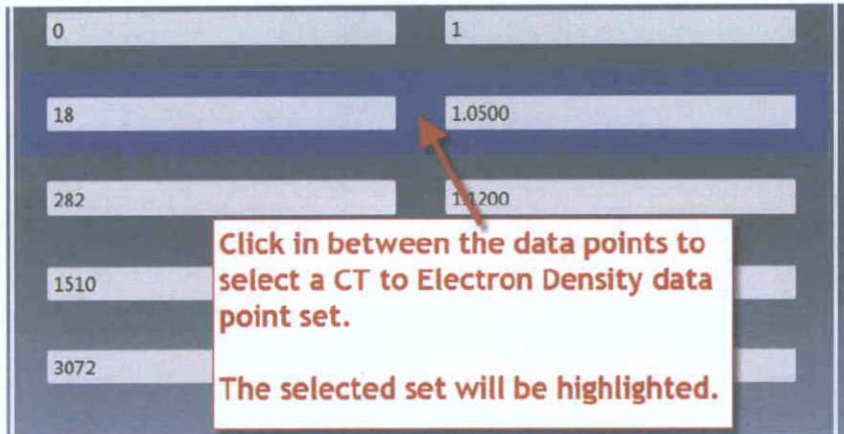 0 1
18 1.0500
282 1.1200
Click in between the data points to
1510 select a CT to Electron Density data
point set.
3072
The selected set will be highlighted.